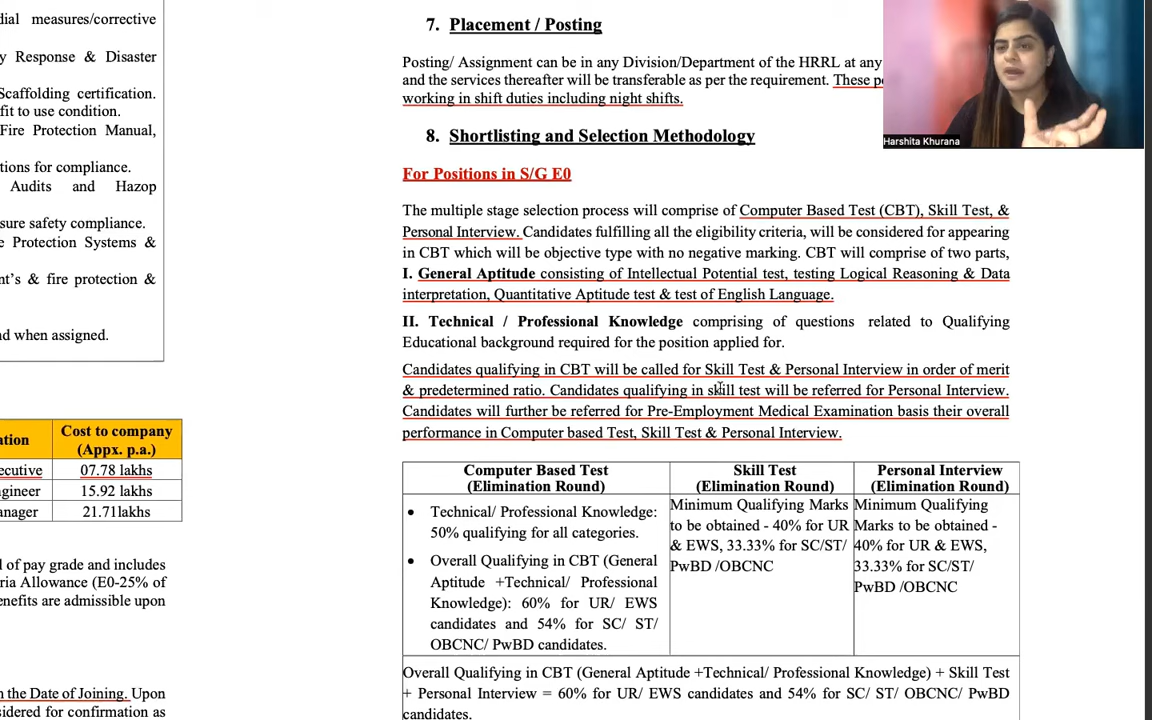 dial measures/corrective
y Response & Disaster
Scaffolding certification.
fit to use condition.
Fire Protection Manual,
tions for compliance.
Audits and Hazop
sure safety compliance.
e Protection Systems &
nt's & fire protection &
nd when assigned.
ation Cost to company
(Appx. p.a.)
ecutive 07.78 lakhs
gineer 15.92 lakhs
anager 21.71lakhs
l of pay grade and includes
ria Allowance (E0-25% of
enefits are admissible upon
n the Date of Joining. Upon
sidered for confirmation as
7. Placement / Posting
Posting/ Assignment can be in any Division/Department of the HRRL at any
and the services thereafter will be transferable as per the requirement. These p
working in shift duties including night shifts.
8. Shortlisting and Selection Methodology
For Positions in S/G E0
The multiple stage selection process will comprise of Computer Based Test (CBT), Skill Test, &
Personal Interview. Candidates fulfilling all the eligibility criteria, will be considered for appearing
in CBT which will be objective type with no negative marking. CBT will comprise of two parts,
I. General Aptitude consisting of Intellectual Potential test, testing Logical Reasoning & Data
interpretation, Quantitative Aptitude test & test of English Language.
II. Technical / Professional Knowledge comprising of questions related to Qualifying
Educational background required for the position applied for.
Candidates qualifying in CBT will be called for Skill Test & Personal Interview in order of merit
& predetermined ratio. Candidates qualifying in skill test will be referred for Personal Interview.
Candidates will further be referred for Pre-Employment Medical Examination basis their overall
performance in Computer based Test, Skill Test & Personal Interview.
Computer Based Test
(Elimination Round)
Skill Test
(Elimination Round)
Personal Interview
(Elimination Round)
• Technical/ Professional Knowledge:
50% qualifying for all categories.
• Overall Qualifying in CBT (General
Aptitude +Technical/ Professional
Knowledge): 60% for UR/ EWS
candidates and 54% for SC/ ST/
OBCNC/ PwBD candidates.
Minimum Qualifying Marks
to be obtained - 40% for UR
& EWS, 33.33% for SC/ST/
PwBD /OBCNC
Minimum Qualifying
Marks to be obtained -
40% for UR & EWS,
33.33% for SC/ST/
PwBD /OBCNC
Overall Qualifying in CBT (General Aptitude +Technical/ Professional Knowledge) + Skill Test
+ Personal Interview = 60% for UR/ EWS candidates and 54% for SC/ ST/ OBCNC/ PwBD
candidates.
Harshita Khurana